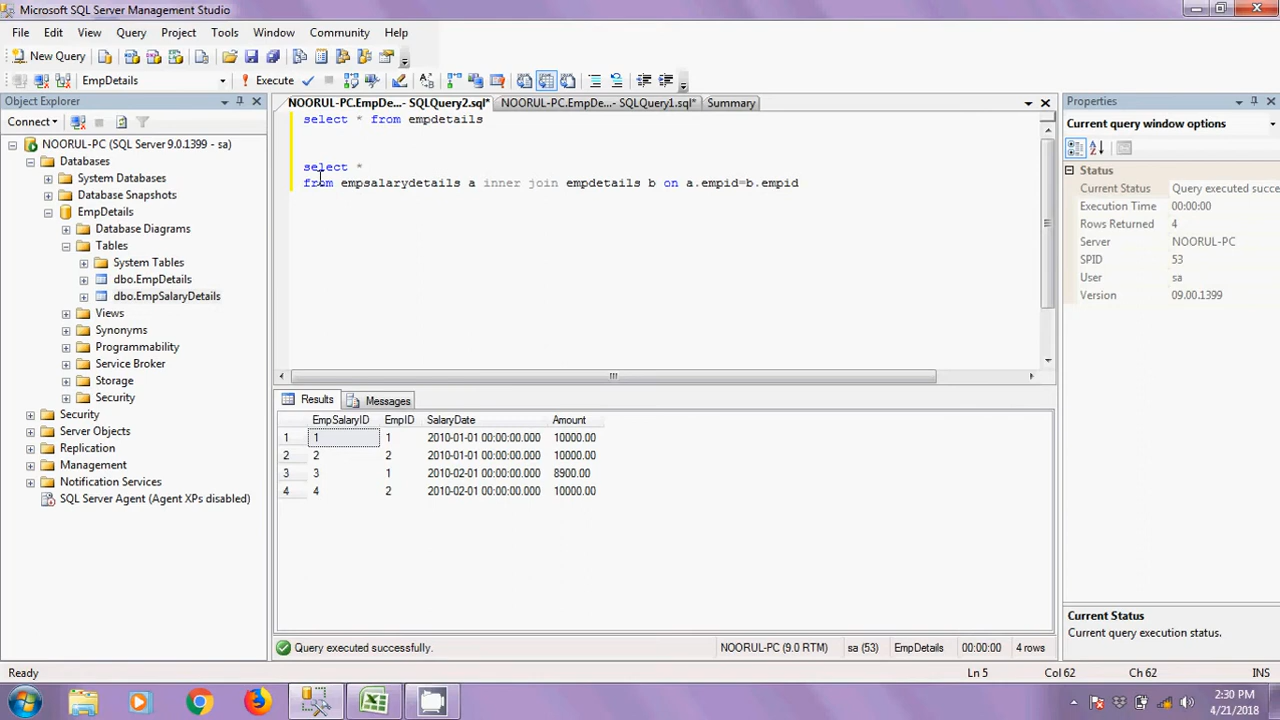 Microsoft SQL Server Management Studio
File Edit View Query Project Tools Window Community Help
New Query
EmpDetails Execute
Object Explorer
Connect
NOORUL-PC (SQL Server 9.0.1399 - sa)
Databases
System Databases
Database Snapshots
EmpDetails
Database Diagrams
Tables
System Tables
dbo.EmpDetails
dbo.EmpSalaryDetails
Views
Synonyms
Programmability
Service Broker
Storage
Security
Security
Server Objects
Replication
Management
Notification Services
SQL Server Agent (Agent XPs disabled)
NOORUL-PC.EmpDe...- SQLQuery2.sql* NOORUL-PC.EmpDe...- SQLQuery1.sql* Summary
select * from empdetails
select *
from empsalarydetails a inner join empdetails b on a.empid=b.empid
Results Messages
EmpSalaryID EmpID SalaryDate Amount
1 1 1 2010-01-01 00:00:00.000 10000.00
2 2 2 2010-01-01 00:00:00.000 10000.00
3 3 1 2010-02-01 00:00:00.000 8900.00
4 4 2 2010-02-01 00:00:00.000 10000.00
Query executed successfully. NOORUL-PC (9.0 RTM) sa (53) EmpDetails 00:00:00 4 rows
Properties
Current query window options
Status
Current Status Query executed succe
Execution Time 00:00:00
Rows Returned 4
Server NOORUL-PC
SPID 53
User sa
Version 09.00.1399
Current Status
Current query execution status.
Ready Ln 5 Col 62 Ch 62 INS
2:30 PM
4/21/2018